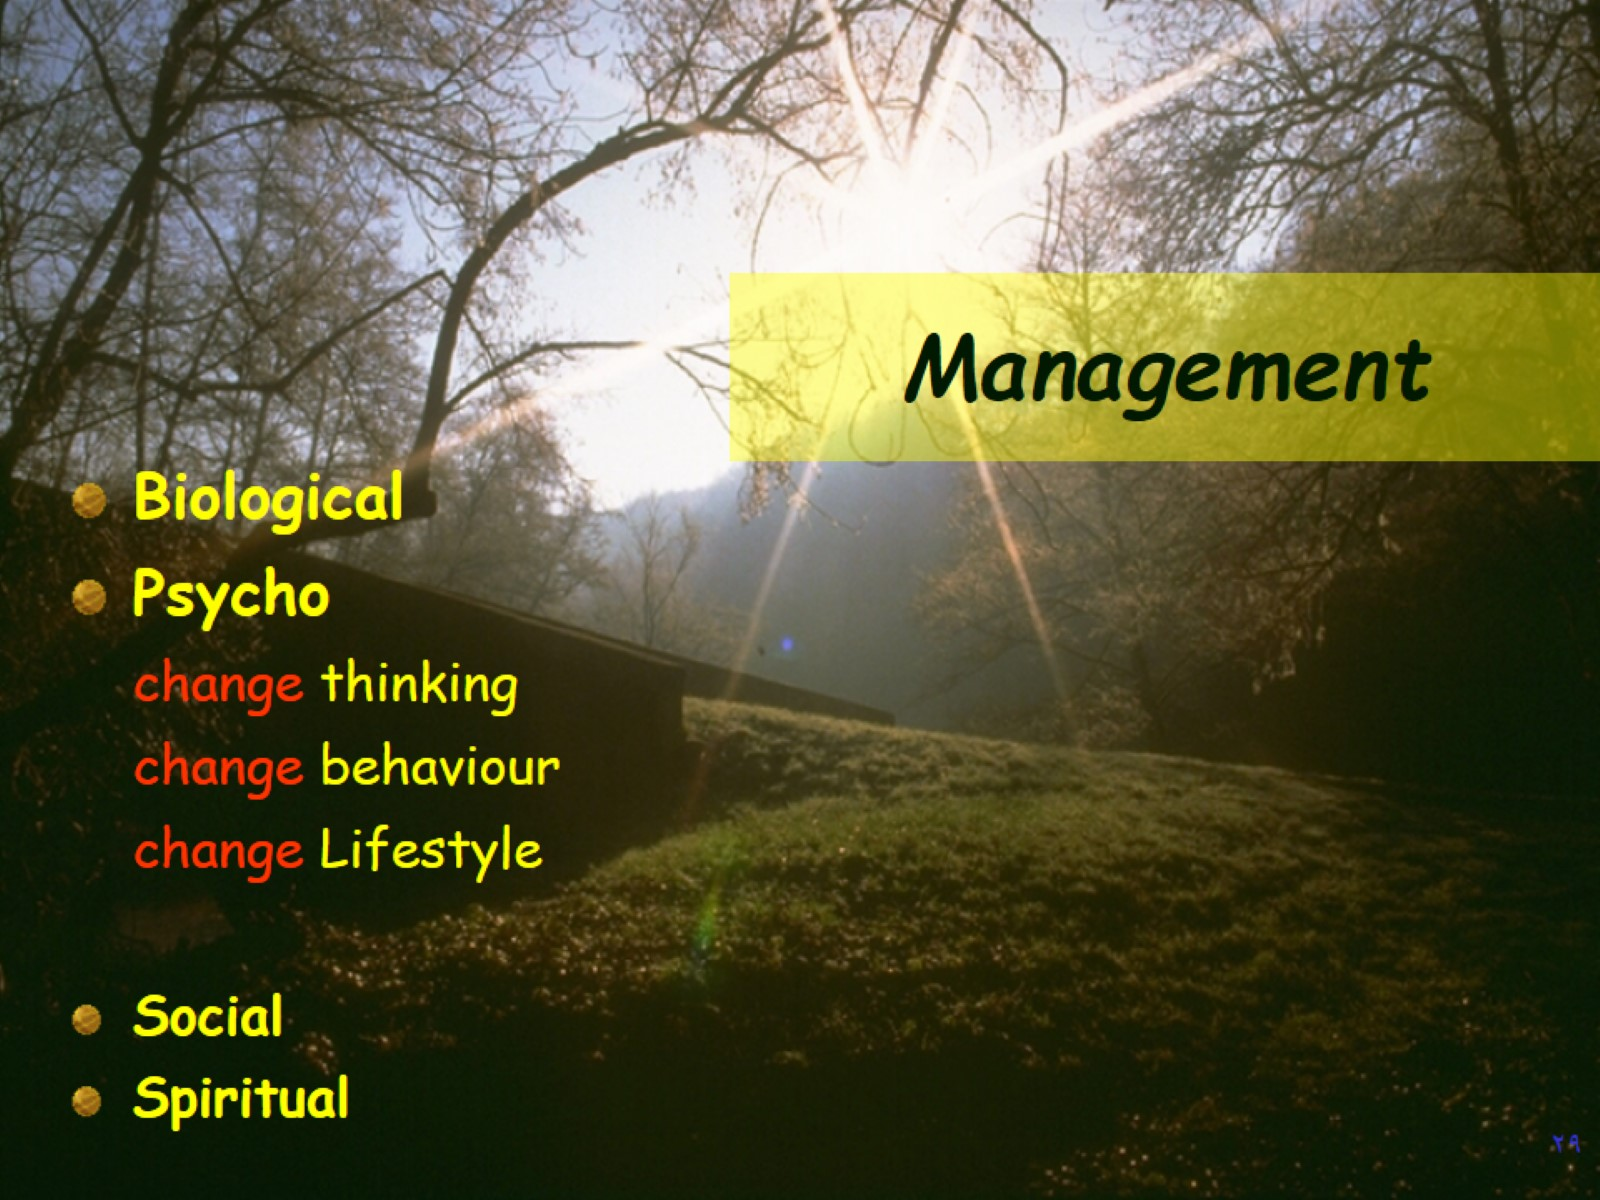 Management
Biological
Psycho
change thinking
change behaviour
change Lifestyle
Social
Spiritual
٢٩